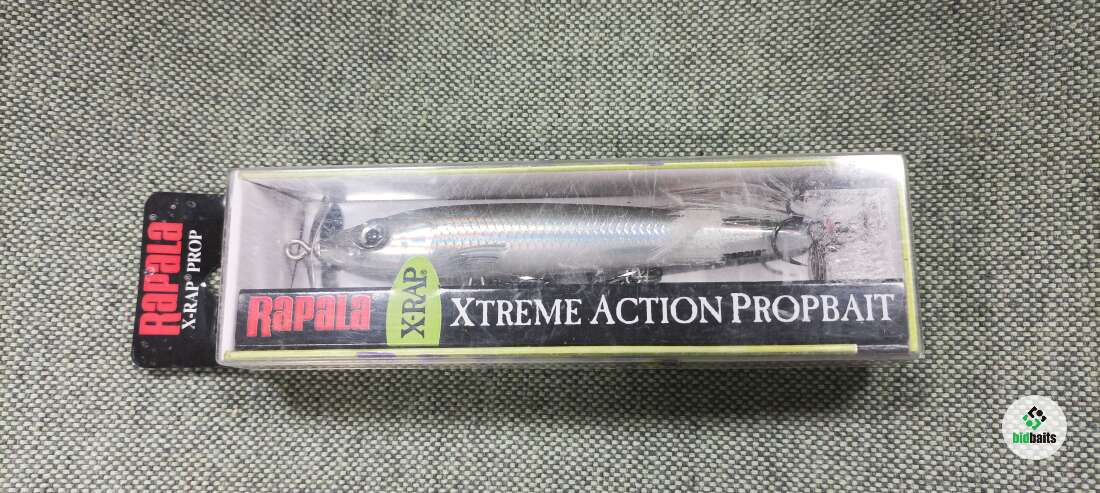 RAPALA
X-RAP® PROP
RAPALA
X-RAP®
XTREME ACTION PROPBAIT
bidbaits